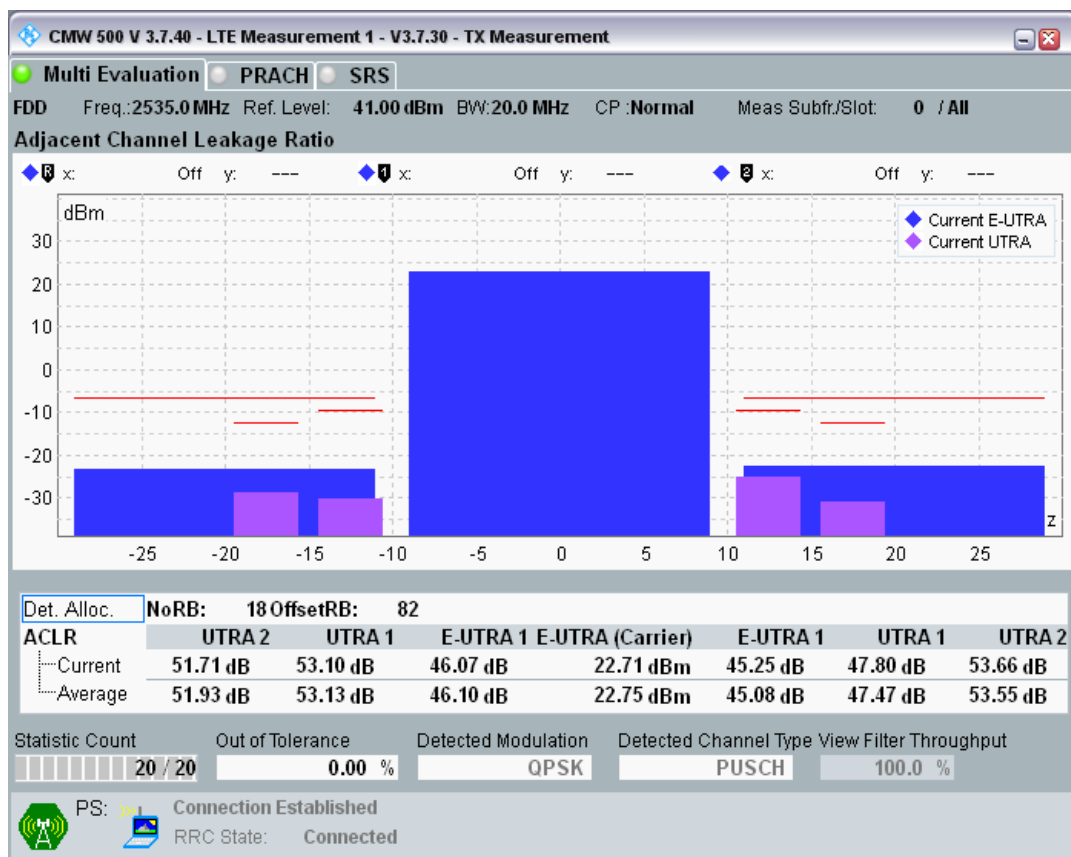 CMW 500 V 3.7.40 - LTE Measurement 1 - V3.7.30 - TX Measurement
Multi Evaluation PRACH SRS
FDD Freq.:2535.0 MHz Ref. Level: 41.00 dBm BW:20.0 MHz CP :Normal Meas Subfr./Slot: 0 / All
Adjacent Channel Leakage Ratio
R x: Off y: --- 1 x: Off y: --- 2 x: Off y: ---
dBm
Current E-UTRA
Current UTRA
30
20
10
0
-10
-20
-30
z
-25 -20 -15 -10 -5 0 5 10 15 20 25
Det. Alloc. NoRB: 18 OffsetRB: 82
ACLR UTRA 2 UTRA 1 E-UTRA 1 E-UTRA (Carrier) E-UTRA 1 UTRA 1 UTRA 2
Current 51.71 dB 53.10 dB 46.07 dB 22.71 dBm 45.25 dB 47.80 dB 53.66 dB
Average 51.93 dB 53.13 dB 46.10 dB 22.75 dBm 45.08 dB 47.47 dB 53.55 dB
Statistic Count Out of Tolerance Detected Modulation Detected Channel Type View Filter Throughput
20 / 20 0.00 % QPSK PUSCH 100.0 %
PS: Connection Established
RRC State: Connected